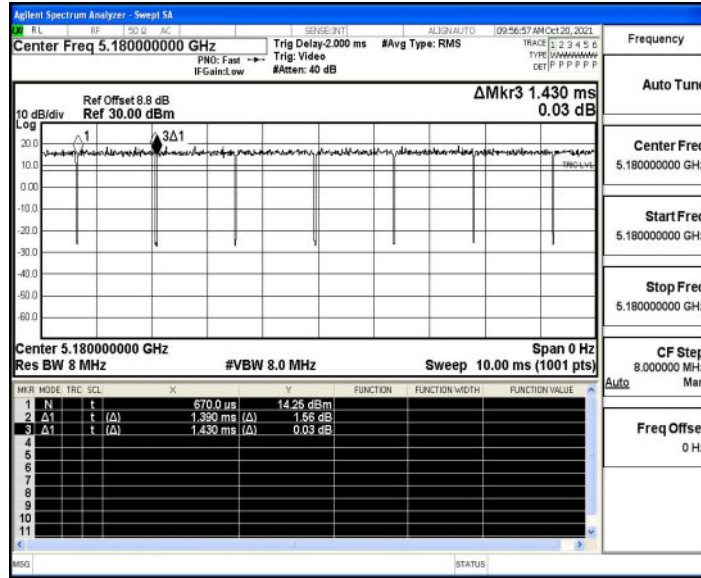 Agilent Spectrum Analyzer - Swept SA
RL RF 50 Ω AC SENSE:INT ALIGNAUTO 09:56:57 AM Oct 20, 2021
Center Freq 5.180000000 GHz
PNO: Fast
IFGain:Low
Trig Delay-2.000 ms
Trig: Video
#Atten: 40 dB
#Avg Type: RMS
TRACE 1 2 3 4 5 6
TYPE WWWWWW
DET P P P P P P
Frequency
Ref Offset 8.8 dB
10 dB/div Ref 30.00 dBm
ΔMkr3 1.430 ms
0.03 dB
Log
1
3Δ1
20.0
10.0
TRIG LVL
0.00
-10.0
-20.0
-30.0
-40.0
-50.0
-60.0
Center 5.180000000 GHz Span 0 Hz
Res BW 8 MHz #VBW 8.0 MHz Sweep 10.00 ms (1001 pts)
MKR MODE TRC SCL X Y FUNCTION FUNCTION WIDTH FUNCTION VALUE
1 N t 670.0 µs 14.25 dBm
2 Δ1 t (Δ) 1.390 ms (Δ) 1.56 dB
3 Δ1 t (Δ) 1.430 ms (Δ) 0.03 dB
4
5
6
7
8
9
10
11
MSG STATUS
Auto Tune
Center Freq
5.180000000 GHz
Start Freq
5.180000000 GHz
Stop Freq
5.180000000 GHz
CF Step
8.000000 MHz
Auto Man
Freq Offset
0 Hz